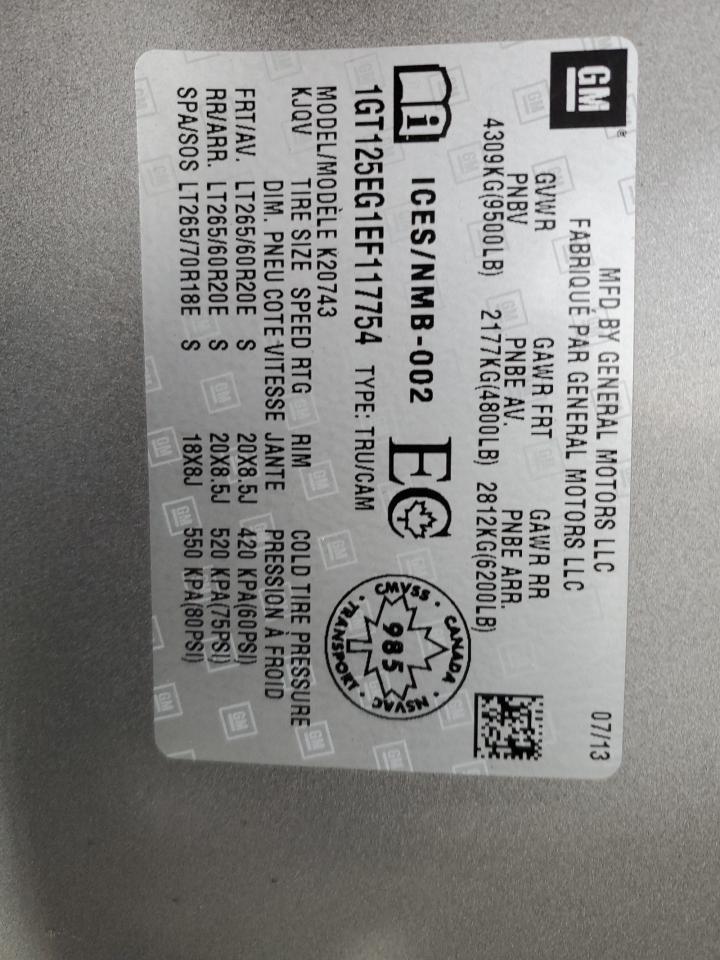 GM
MFD BY GENERAL MOTORS LLC
FABRIQUÉ PAR GENERAL MOTORS LLC
07/13
GVWR GAWR FRT GAWR RR
PNBV PNBE AV. PNBE ARR.
4309KG(9500LB) 2177KG(4800LB) 2812KG(6200LB)
ICES/NMB-002
EC
CANADA
CMVSS
NSVAC
985
TRANSPORT
1GT125EG1EF117754 TYPE: TRU/CAM
MODEL/MODÈLE K20743
KJQV TIRE SIZE SPEED RTG RIM COLD TIRE PRESSURE
DIM. PNEU COTE VITESSE JANTE PRESSION À FROID
FRT/AV. LT265/60R20E S 20X8.5J 420 KPA(60PSI)
RR/ARR. LT265/60R20E S 20X8.5J 520 KPA(75PSI)
SPA/SOS LT265/70R18E S 18X8J 550 KPA(80PSI)